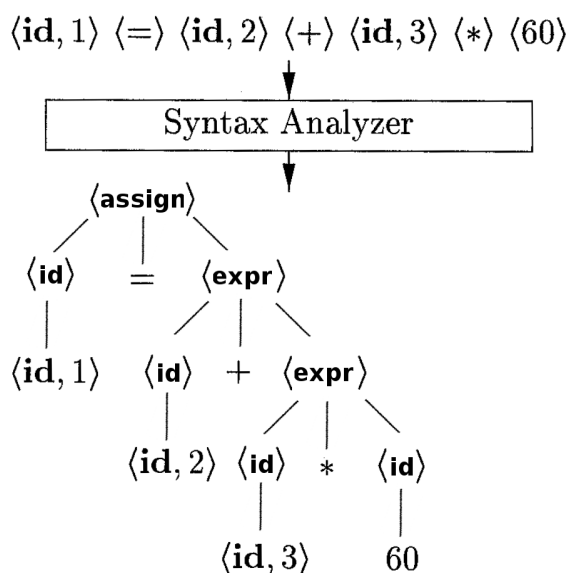 ⟨id, 1⟩ ⟨=⟩ ⟨id, 2⟩ ⟨+⟩ ⟨id, 3⟩ ⟨*⟩ ⟨60⟩
Syntax Analyzer
⟨assign⟩
⟨id⟩ = ⟨expr⟩
⟨id, 1⟩ ⟨id⟩ + ⟨expr⟩
⟨id, 2⟩ ⟨id⟩ * ⟨id⟩
⟨id, 3⟩ 60